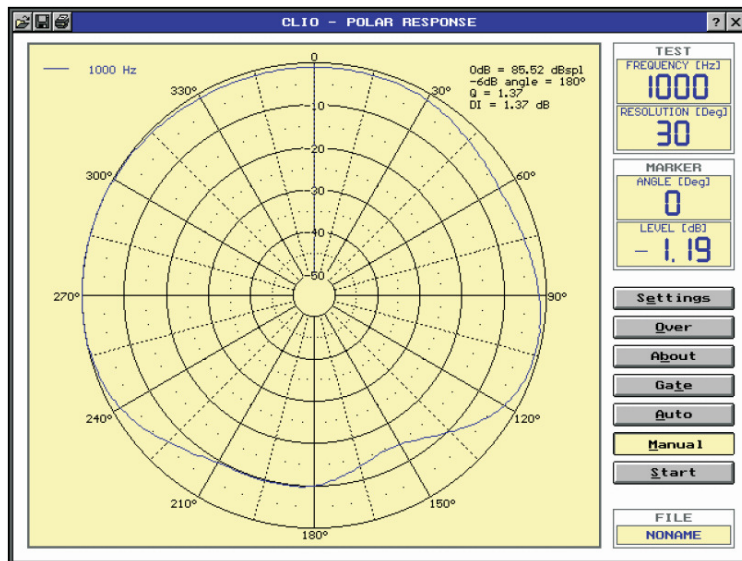 CLIO - POLAR RESPONSE
? x
1000 Hz
0dB = 85.52 dBspl
-6dB angle = 180°
Q = 1.37
DI = 1.37 dB
0
30°
60°
90°
120°
150°
180°
210°
240°
270°
300°
330°
-10
-20
-30
-40
-50
TEST
FREQUENCY [Hz]
1000
RESOLUTION [Deg]
30
MARKER
ANGLE [Deg]
0
LEVEL [dB]
- 1.19
Settings
Over
About
Gate
Auto
Manual
Start
FILE
NONAME